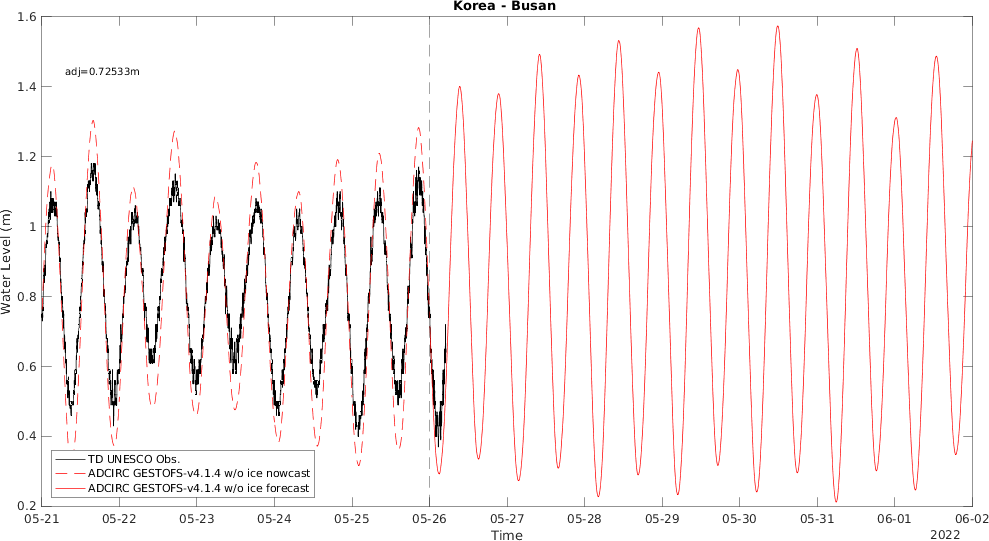 Korea - Busan
1.6
1.4
1.2
1
0.8
0.6
0.4
0.2
Water Level (m)
adj=0.72533m
TD UNESCO Obs.
ADCIRC GESTOFS-v4.1.4 w/o ice nowcast
ADCIRC GESTOFS-v4.1.4 w/o ice forecast
05-21 05-22 05-23 05-24 05-25 05-26 05-27 05-28 05-29 05-30 05-31 06-01 06-02
Time
2022